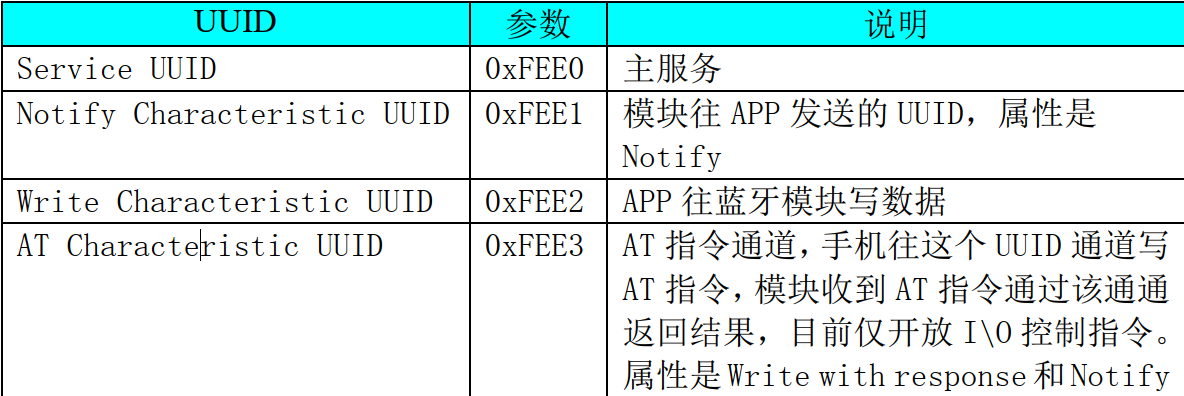 UUID 参数 说明
Service UUID 0xFEE0 主服务
Notify Characteristic UUID 0xFEE1 模块往 APP 发送的 UUID，属性是
Notify
Write Characteristic UUID 0xFEE2 APP 往蓝牙模块写数据
AT Characteristic UUID 0xFEE3 AT 指令通道，手机往这个 UUID 通道写
AT 指令，模块收到 AT 指令通过该通通
返回结果，目前仅开放 I\O 控制指令。
属性是 Write with response 和 Notify